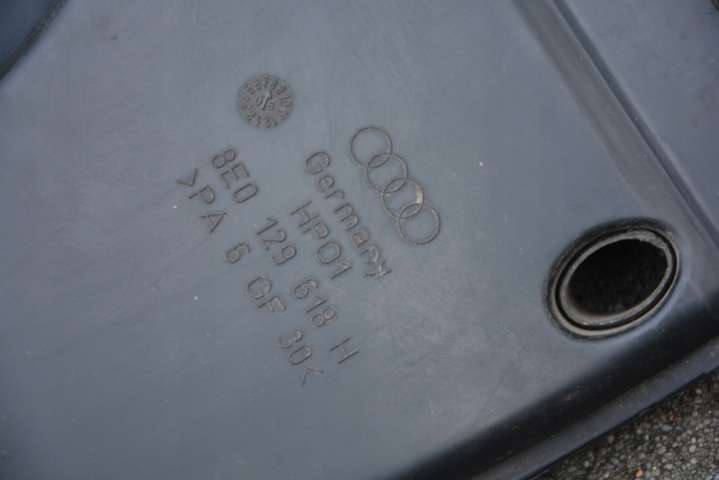 Germany
HP01
8E0 129 618 H
>PA 6 GF 30<